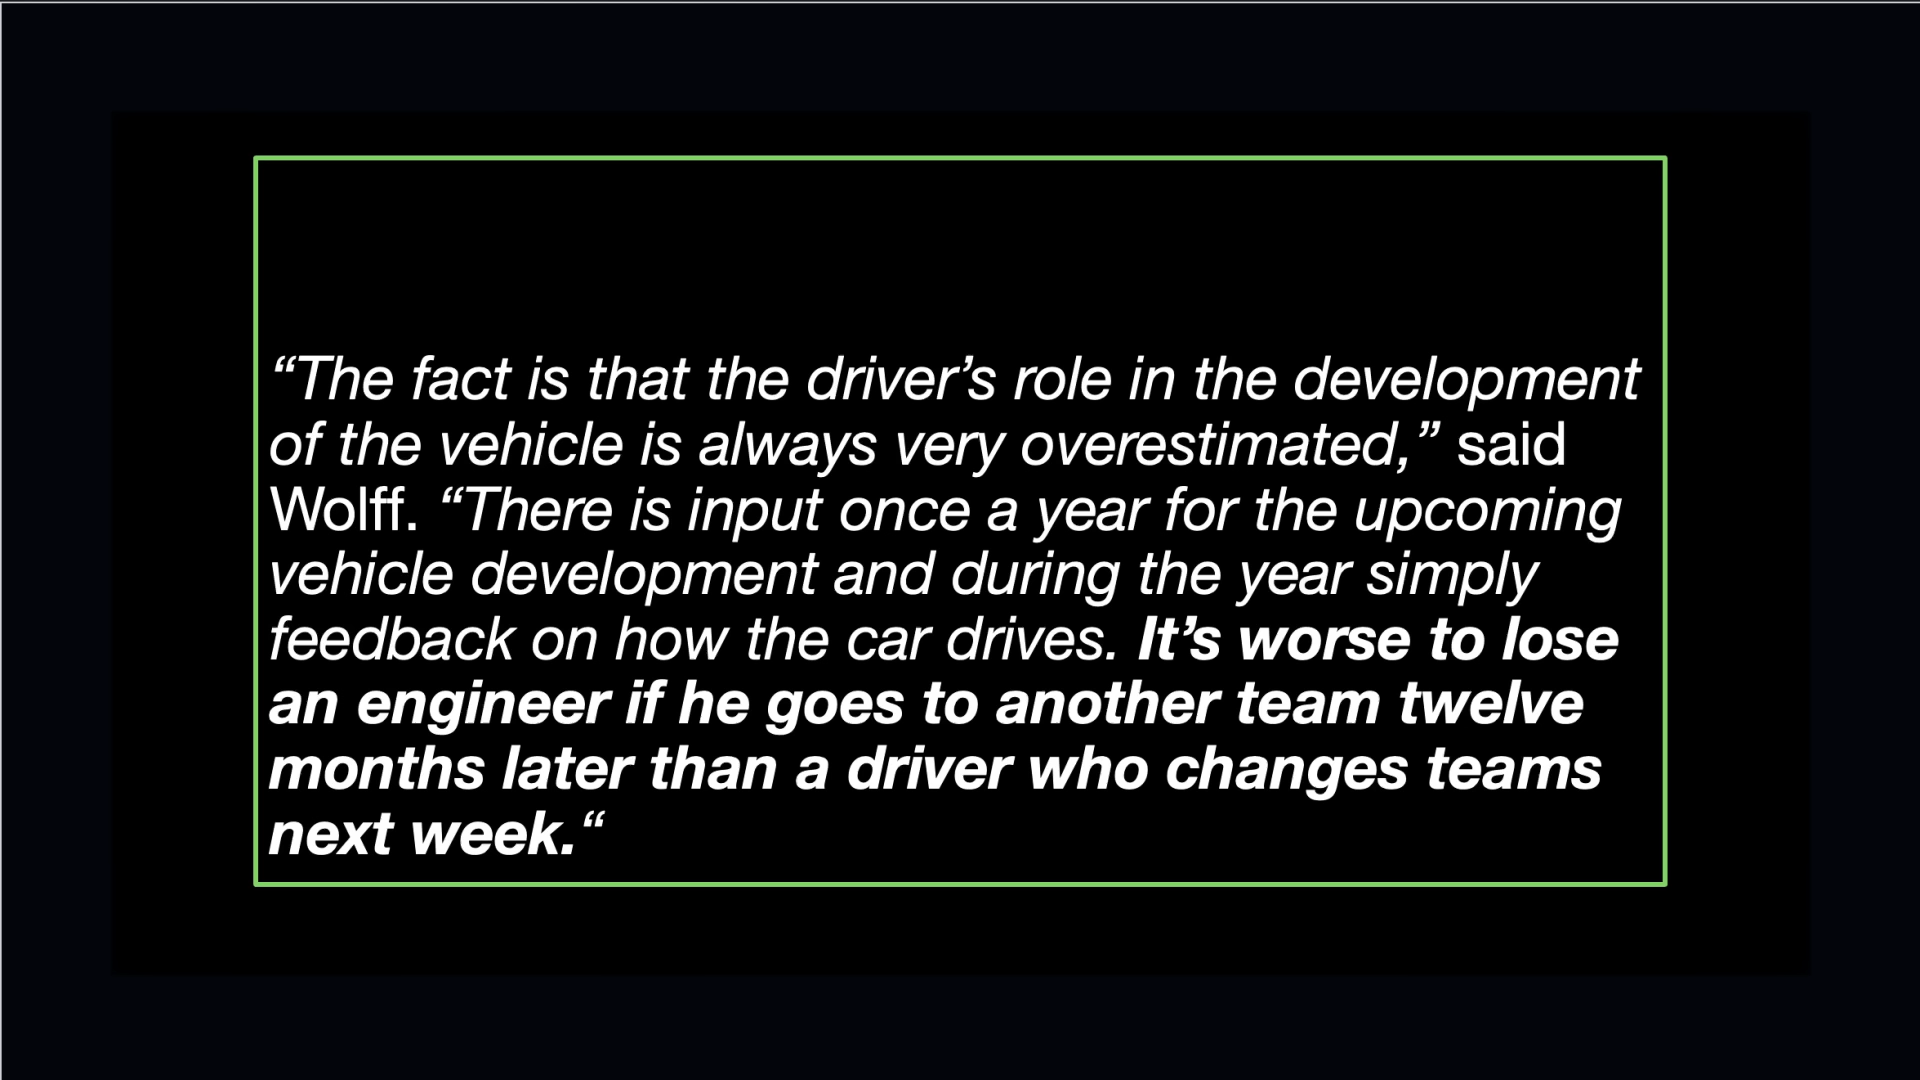 “The fact is that the driver’s role in the development
of the vehicle is always very overestimated,” said
Wolff. “There is input once a year for the upcoming
vehicle development and during the year simply
feedback on how the car drives. It’s worse to lose
an engineer if he goes to another team twelve
months later than a driver who changes teams
next week.“